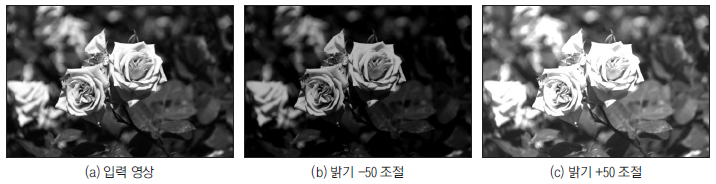 (a) 입력 영상
(b) 밝기 -50 조절
(c) 밝기 +50 조절